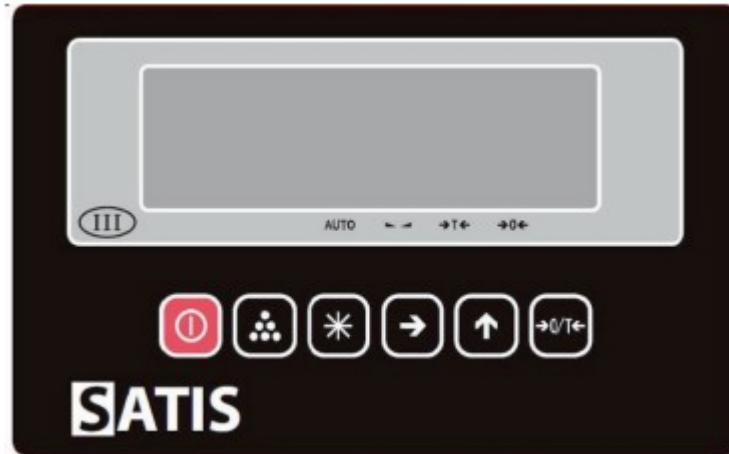 III
AUTO →T← →0←
→0/T←
SATIS